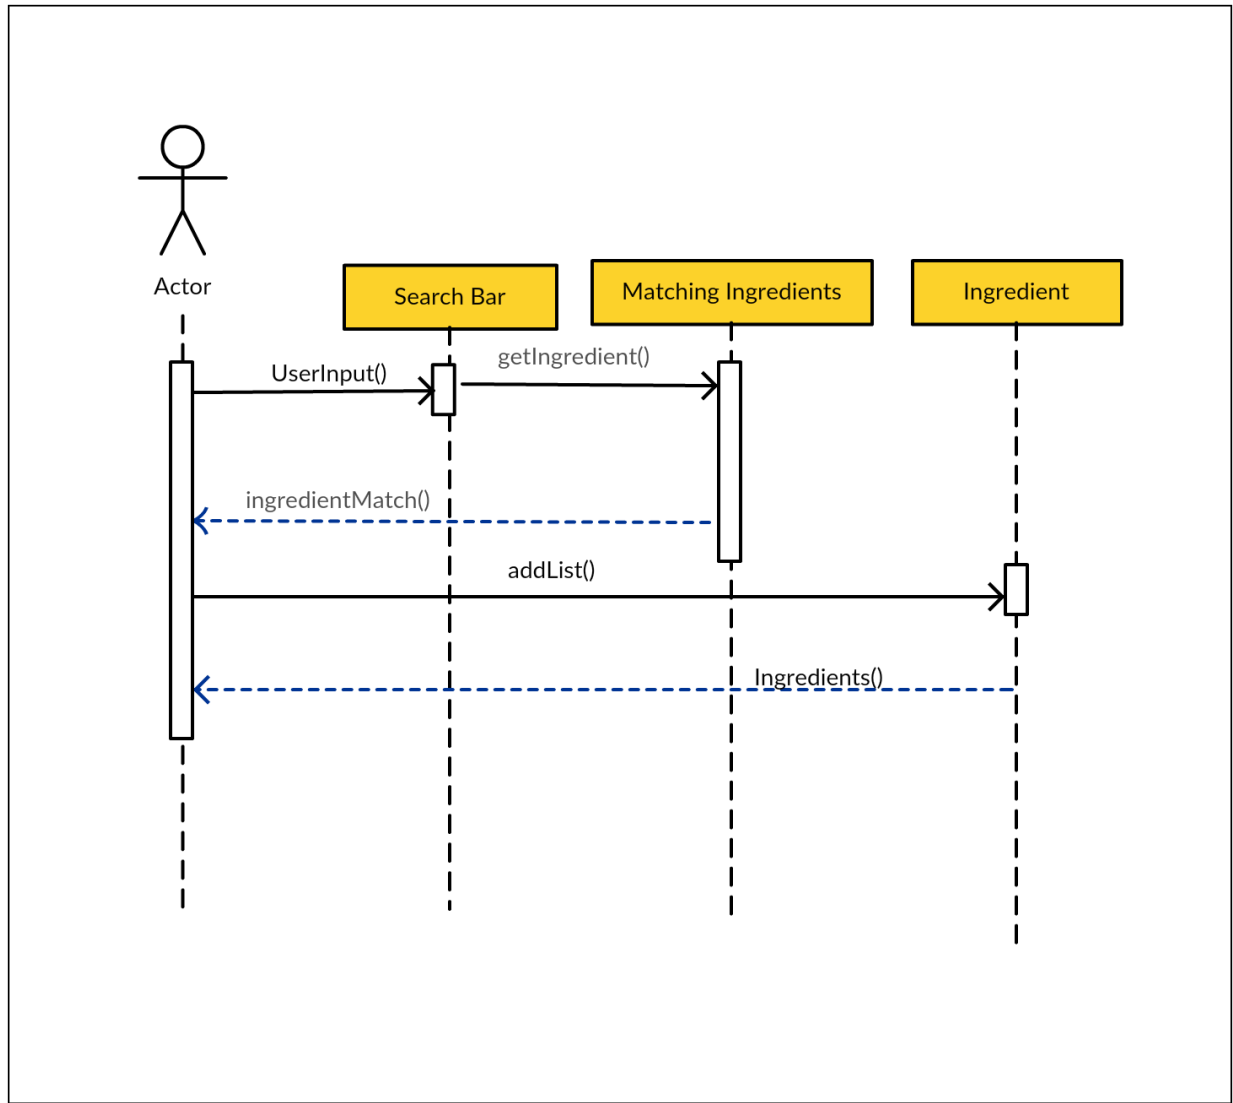 Actor
Search Bar
Matching Ingredients
Ingredient
UserInput()
getIngredient()
ingredientMatch()
addList()
Ingredients()